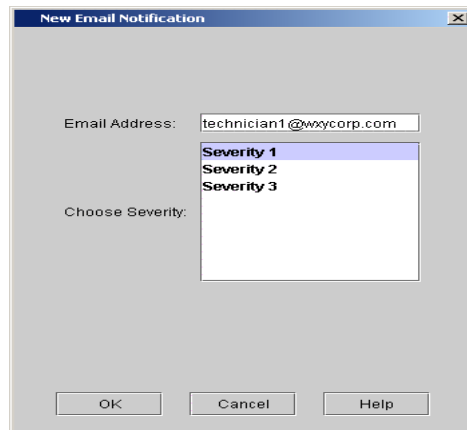 New Email Notification
Email Address: technician1@wxycorp.com
Severity 1
Severity 2
Severity 3
Choose Severity:
OK Cancel Help